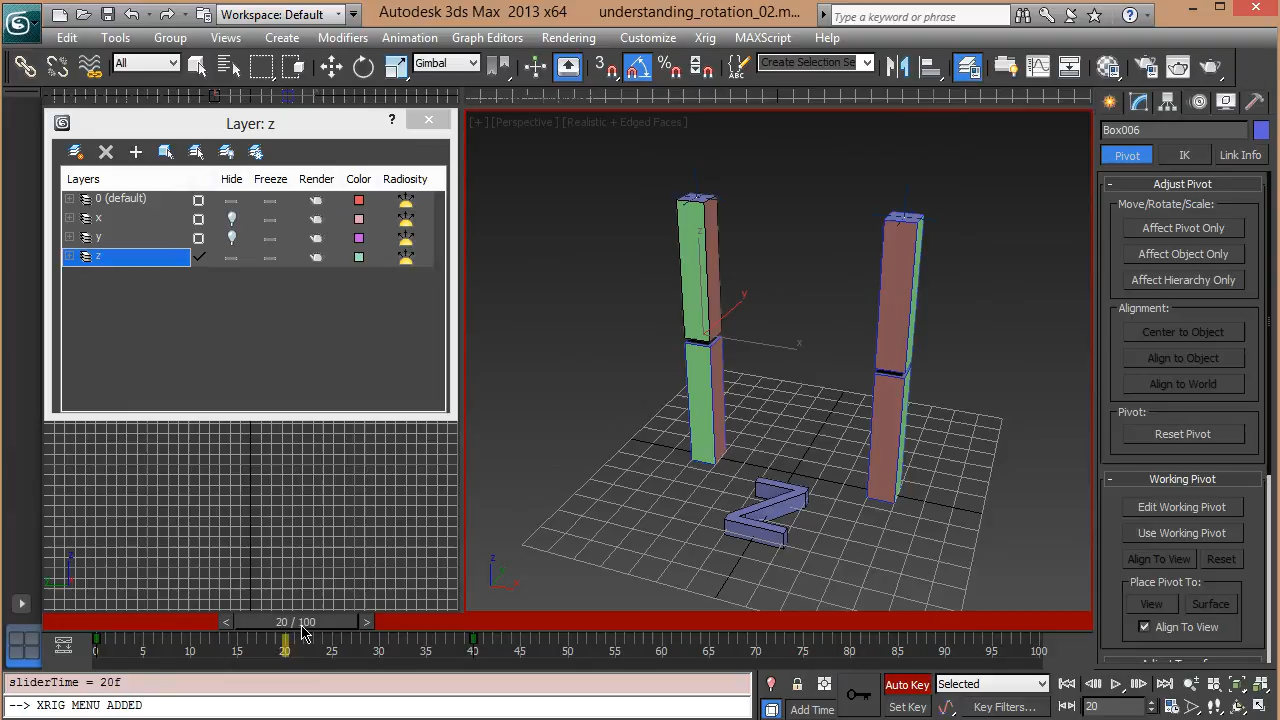 Workspace: Default
Autodesk 3ds Max  2013 x64
understanding_rotation_02.m...
Type a keyword or phrase
Edit
Tools
Group
Views
Create
Modifiers
Animation
Graph Editors
Rendering
Customize
Xrig
MAXScript
Help
All
Gimbal
3
Create Selection Se
Layer: z
?
Layers
Hide
Freeze
Render
Color
Radiosity
0 (default)
x
y
z
[+] [Perspective] [Realistic + Edged Faces]
z
y
x
z
x
Box006
Pivot
IK
Link Info
Adjust Pivot
Move/Rotate/Scale:
Affect Pivot Only
Affect Object Only
Affect Hierarchy Only
Alignment:
Center to Object
Align to Object
Align to World
Pivot:
Reset Pivot
Working Pivot
Edit Working Pivot
Use Working Pivot
Align To View
Reset
Place Pivot To:
View
Surface
Align To View
< 20 / 100 >
0 5 10 15 20 25 30 35 40 45 50 55 60 65 70 75 80 85 90 95 100
sliderTime = 20f
--> XRIG MENU ADDED
Add Time
Auto Key
Selected
Set Key
Key Filters...
20